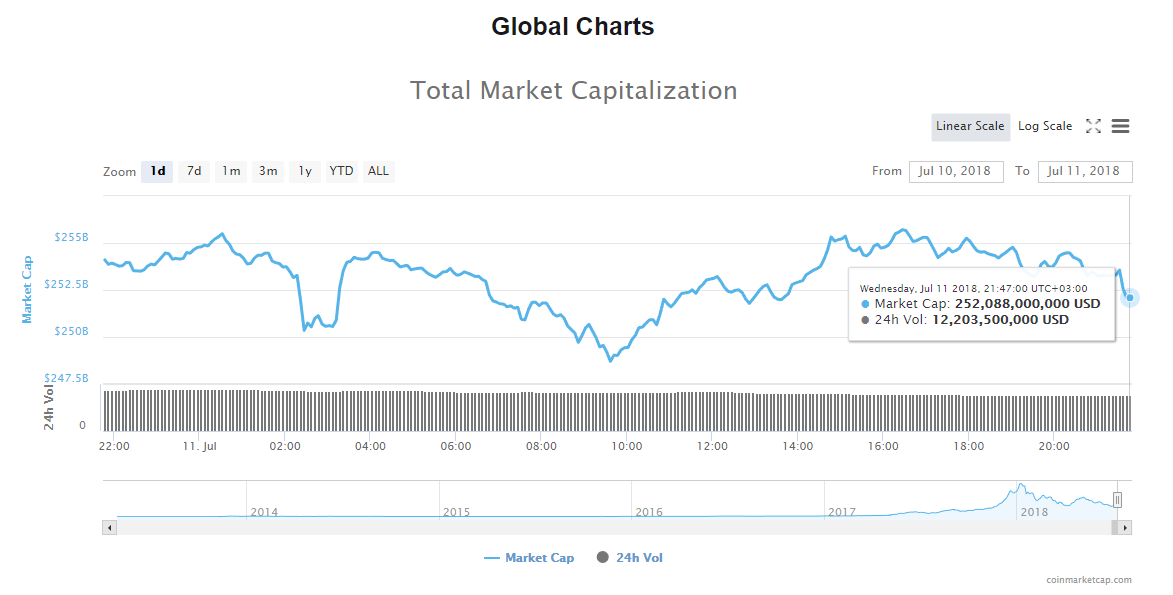 Global Charts
Total Market Capitalization
Linear Scale Log Scale
Zoom 1d 7d 1m 3m 1y YTD ALL From Jul 10, 2018 To Jul 11, 2018
Market Cap
$255B
$252.5B
$250B
$247.5B
Wednesday, Jul 11 2018, 21:47:00 UTC+03:00
Market Cap: 252,088,000,000 USD
24h Vol: 12,203,500,000 USD
24h Vol
0
22:00 11. Jul 02:00 04:00 06:00 08:00 10:00 12:00 14:00 16:00 18:00 20:00
2014 2015 2016 2017 2018
Market Cap 24h Vol
coinmarketcap.com